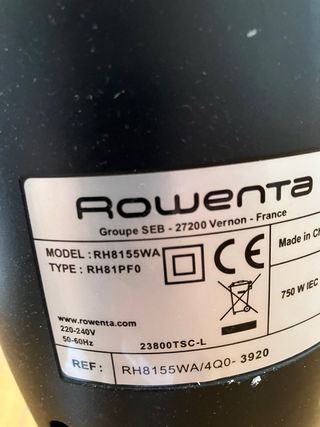 Rowenta
Groupe SEB - 27200 Vernon - France
MODEL : RH8155WA
TYPE : RH81PF0
CE
Made in Ch
750 W IEC
www.rowenta.com
220-240V
50-60Hz
23800TSC-L
REF : RH8155WA/4Q0- 3920